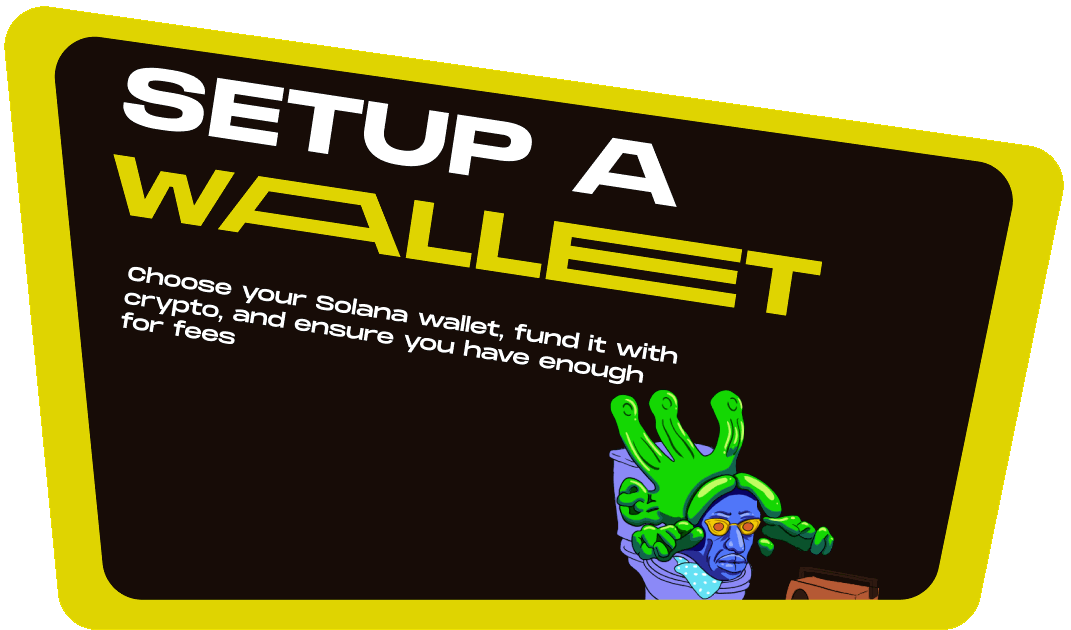 SETUP A
WALLET
Choose your Solana wallet, fund it with
crypto, and ensure you have enough
for fees